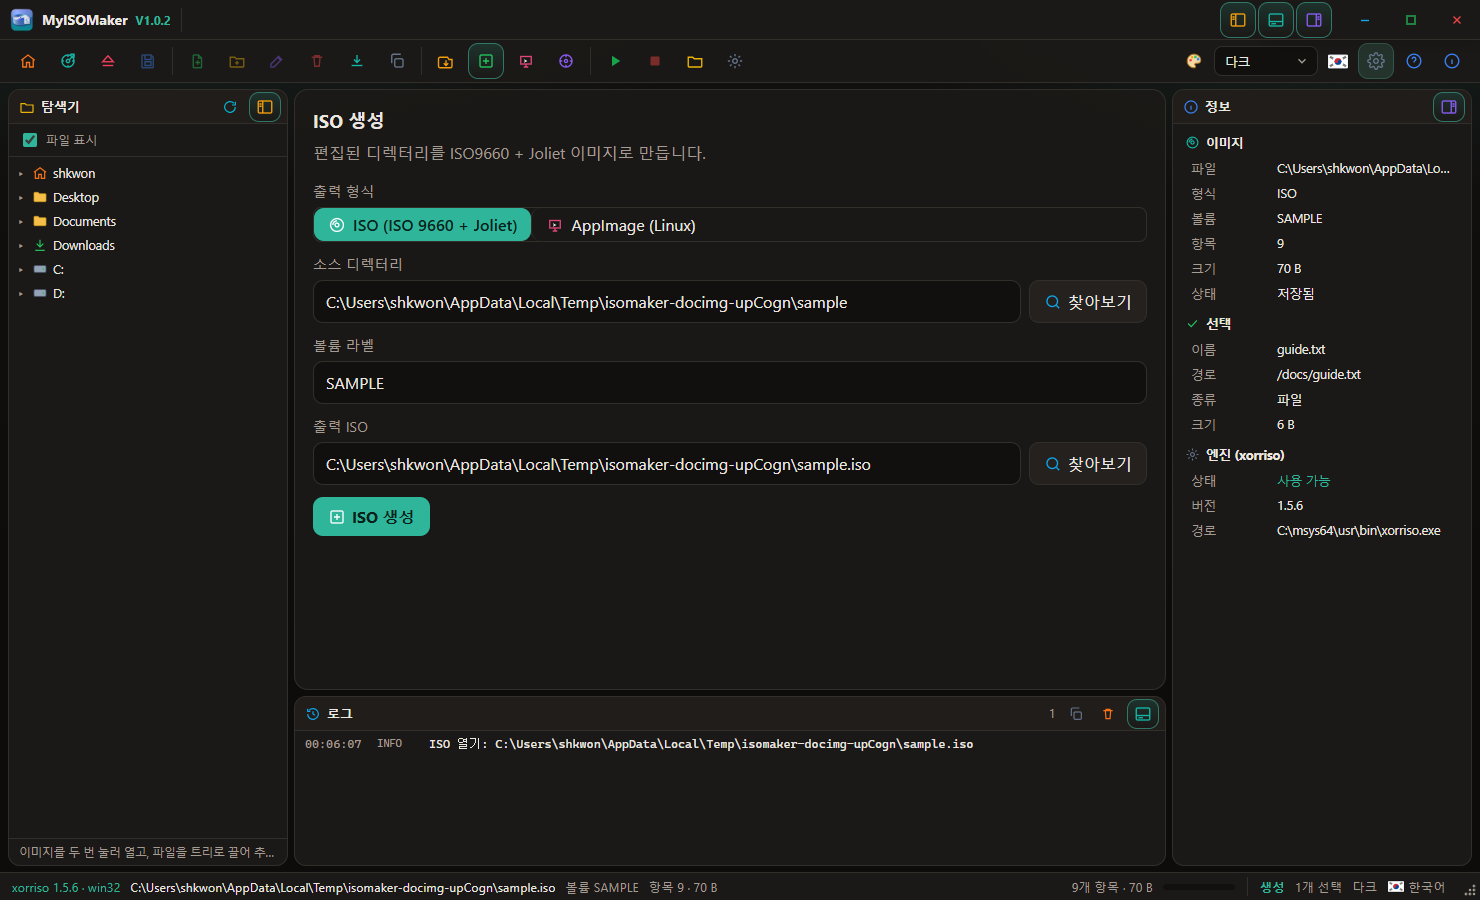 MyISOMaker V1.0.2
다크
탐색기
파일 표시
shkwon
Desktop
Documents
Downloads
C:
D:
이미지를 두 번 눌러 열고, 파일을 트리로 끌어 추...
ISO 생성
편집된 디렉터리를 ISO9660 + Joliet 이미지로 만듭니다.
출력 형식
ISO (ISO 9660 + Joliet)
AppImage (Linux)
소스 디렉터리
C:\Users\shkwon\AppData\Local\Temp\isomaker-docimg-upCogn\sample
찾아보기
볼륨 라벨
SAMPLE
출력 ISO
C:\Users\shkwon\AppData\Local\Temp\isomaker-docimg-upCogn\sample.iso
찾아보기
ISO 생성
로그
1
00:06:07 INFO ISO 열기: C:\Users\shkwon\AppData\Local\Temp\isomaker-docimg-upCogn\sample.iso
정보
이미지
파일 C:\Users\shkwon\AppData\Lo...
형식 ISO
볼륨 SAMPLE
항목 9
크기 70 B
상태 저장됨
선택
이름 guide.txt
경로 /docs/guide.txt
종류 파일
크기 6 B
엔진 (xorriso)
상태 사용 가능
버전 1.5.6
경로 C:\msys64\usr\bin\xorriso.exe
xorriso 1.5.6 · win32 C:\Users\shkwon\AppData\Local\Temp\isomaker-docimg-upCogn\sample.iso 볼륨 SAMPLE 항목 9 · 70 B 9개 항목 · 70 B 생성 1개 선택 다크 한국어